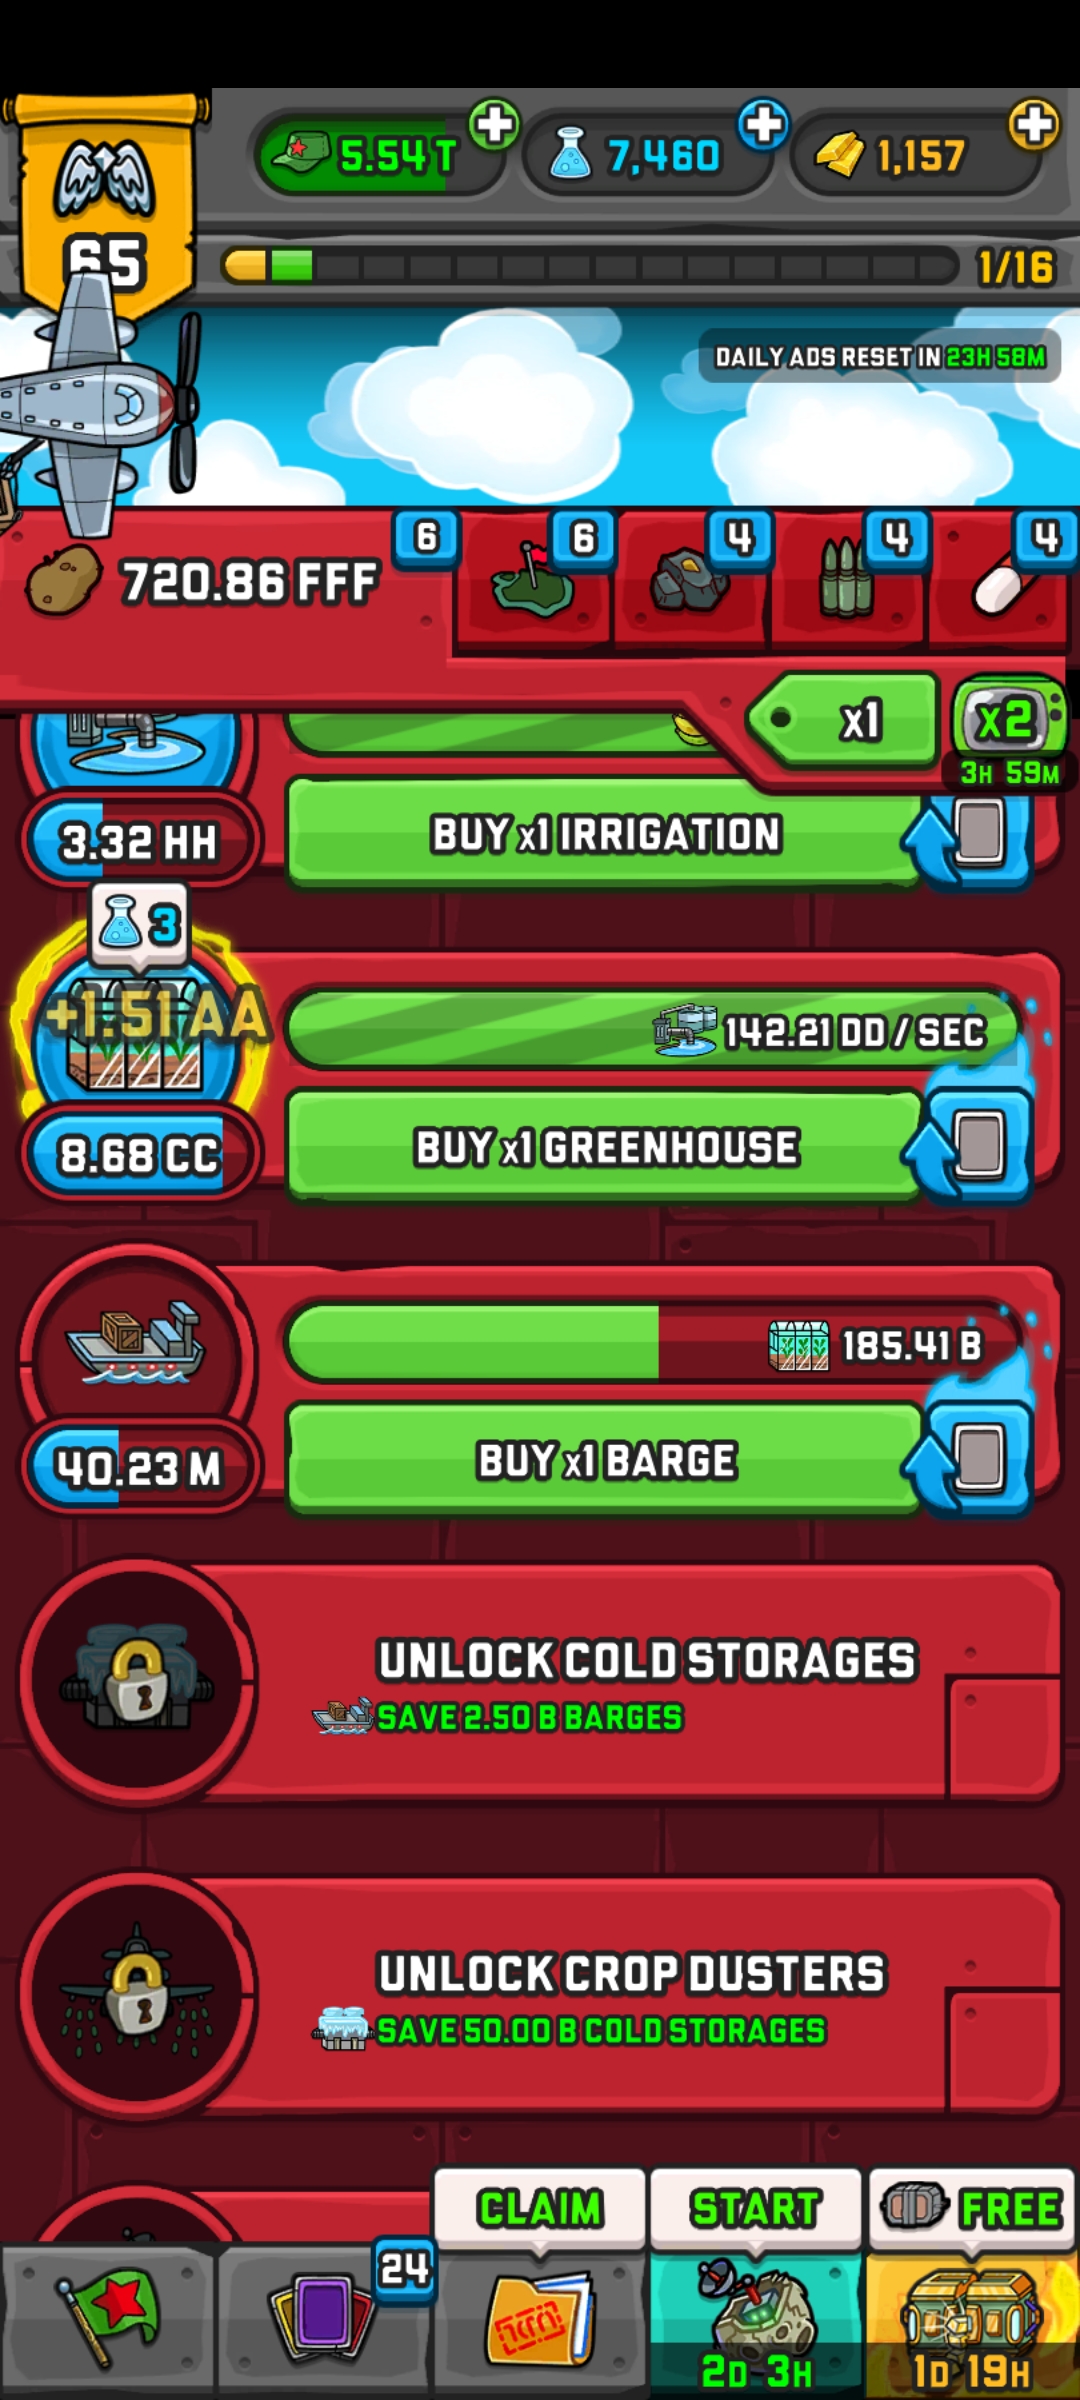 5.54 T
7,460
1,157
65
1/16
DAILY ADS RESET IN 23H 58M
720.86 FFF
6
6
4
4
4
x1
x2
3H 59M
3.32 HH
BUY x1 IRRIGATION
3
+1.51 AA
142.21 DD / SEC
8.68 CC
BUY x1 GREENHOUSE
185.41 B
40.23 M
BUY x1 BARGE
UNLOCK COLD STORAGES
SAVE 2.50 B BARGES
UNLOCK CROP DUSTERS
SAVE 50.00 B COLD STORAGES
CLAIM
START
FREE
24
2D 3H
1D 19H